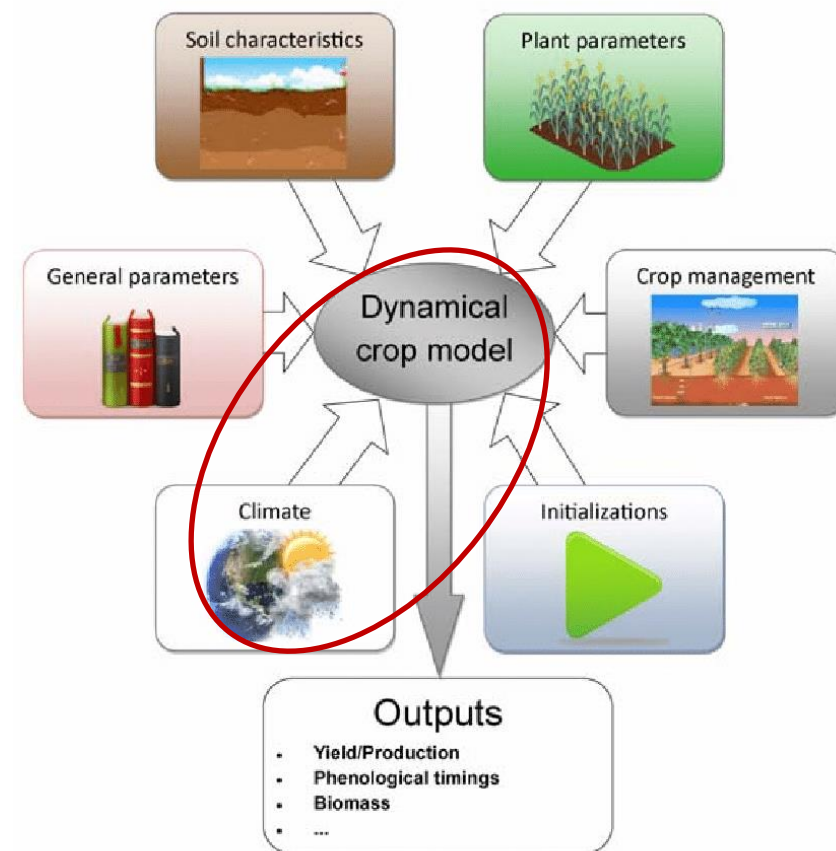 Soil characteristics
Plant parameters
General parameters
Dynamical
crop model
Crop management
Climate
Initializations
Outputs
• Yield/Production
• Phenological timings
• Biomass
• ...